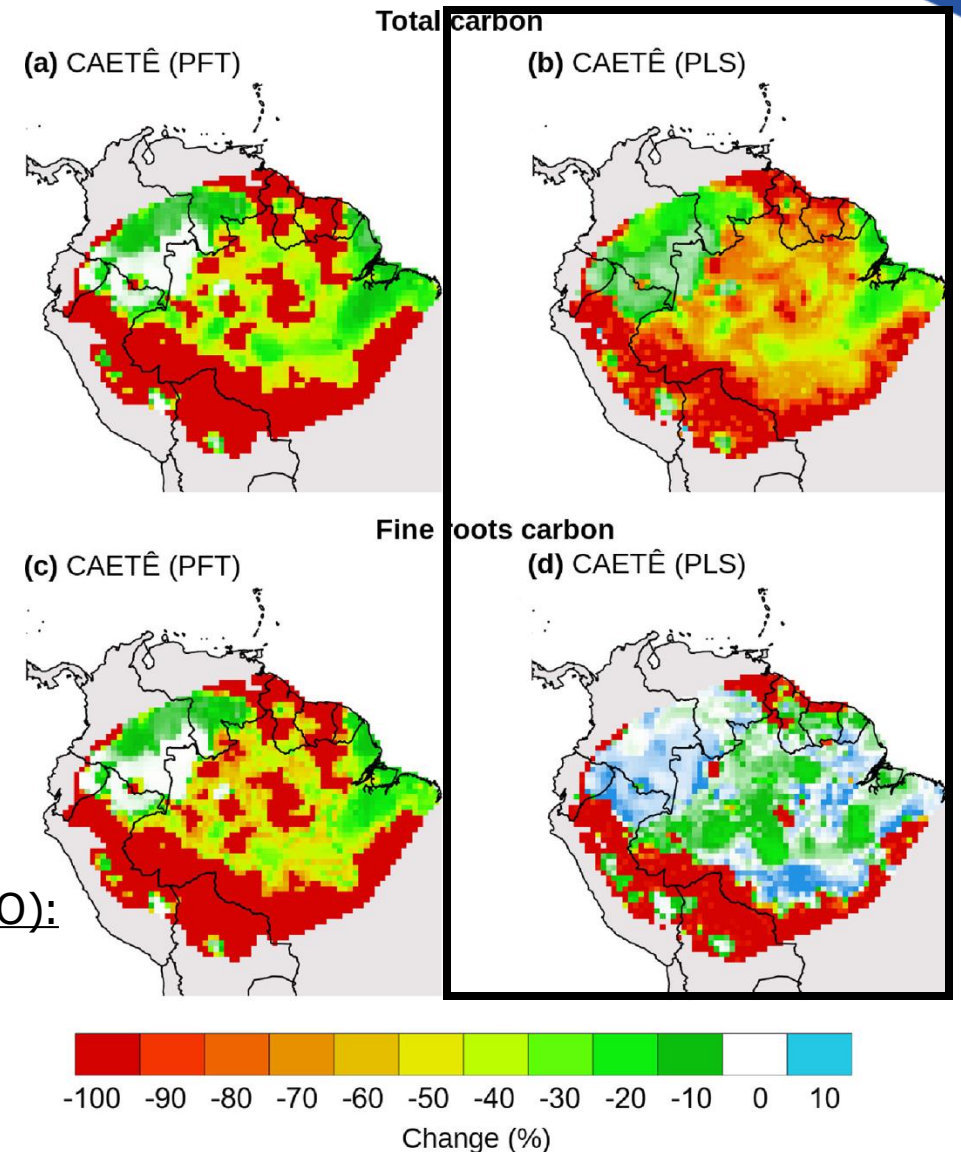 Total carbon
(a) CAETÊ (PFT)
(b) CAETÊ (PLS)
Fine roots carbon
(c) CAETÊ (PFT)
(d) CAETÊ (PLS)
O):
-100 -90 -80 -70 -60 -50 -40 -30 -20 -10 0 10
Change (%)